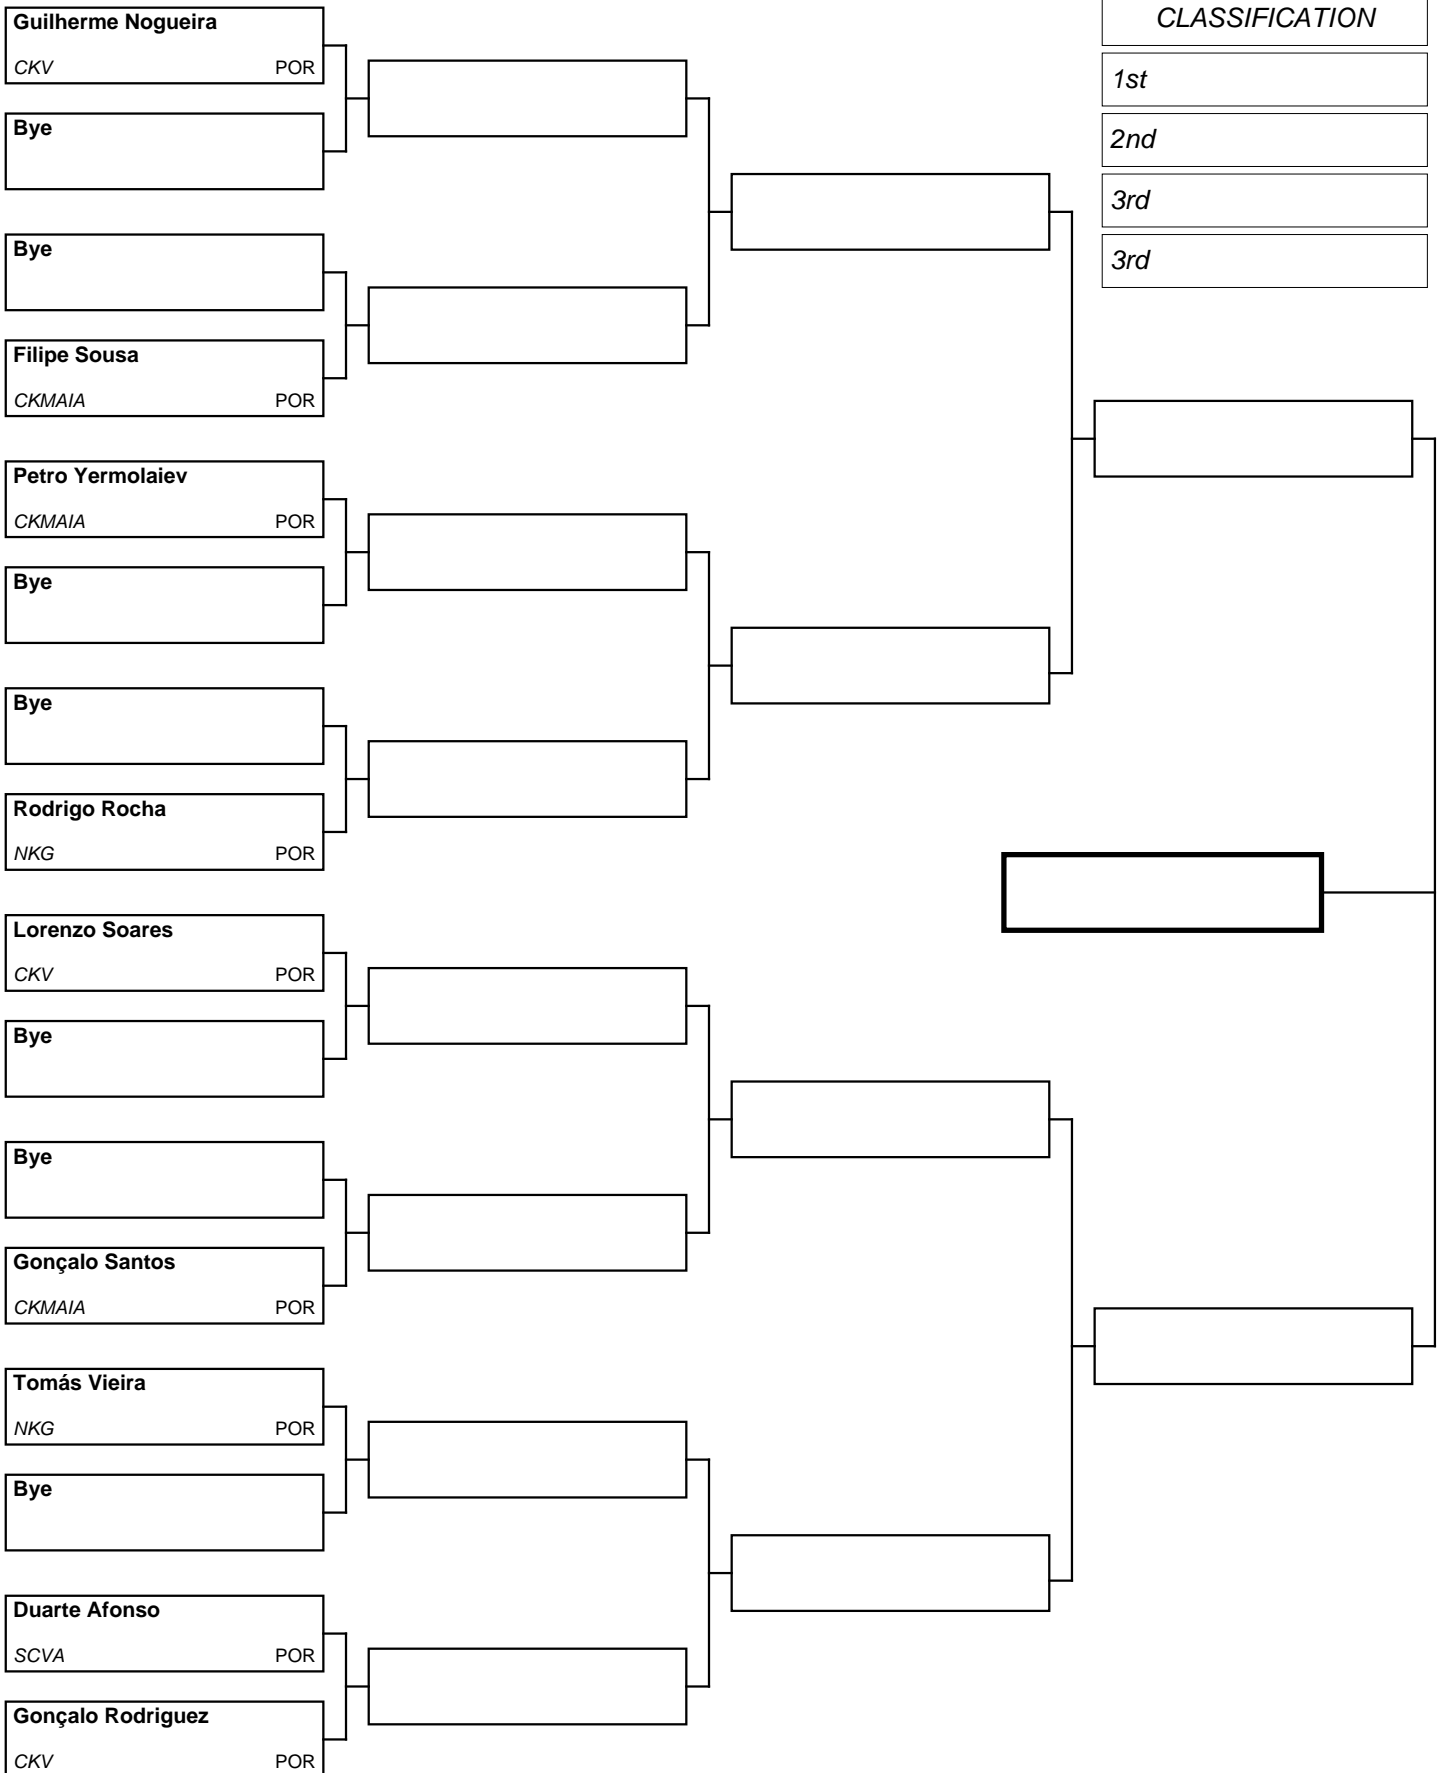 CLASSIFICATION
1st
2nd
3rd
3rd
Guilherme Nogueira
CKV POR
Bye
Bye
Filipe Sousa
CKMAIA POR
Petro Yermolaiev
CKMAIA POR
Bye
Bye
Rodrigo Rocha
NKG POR
Lorenzo Soares
CKV POR
Bye
Bye
Gonçalo Santos
CKMAIA POR
Tomás Vieira
NKG POR
Bye
Duarte Afonso
SCVA POR
Gonçalo Rodriguez
CKV POR